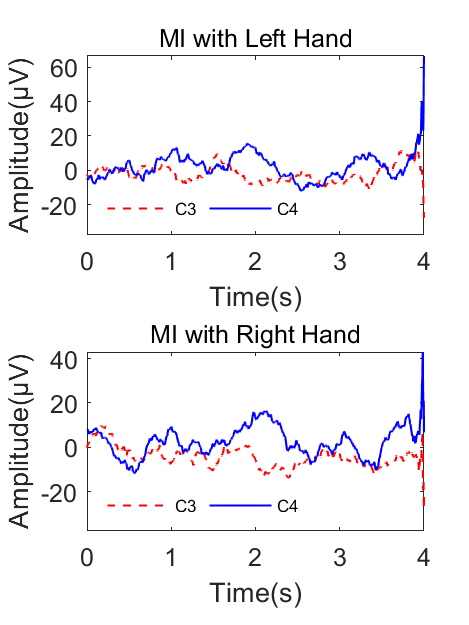 MI with Left Hand
Amplitude(μV)
60
40
20
0
-20
C3 C4
0 1 2 3 4
Time(s)
MI with Right Hand
Amplitude(μV)
40
20
0
-20
C3 C4
0 1 2 3 4
Time(s)